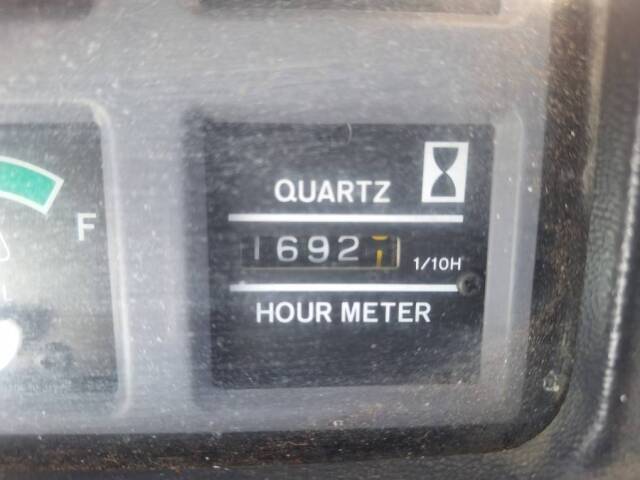 F
QUARTZ
1692
1/10H
HOUR METER